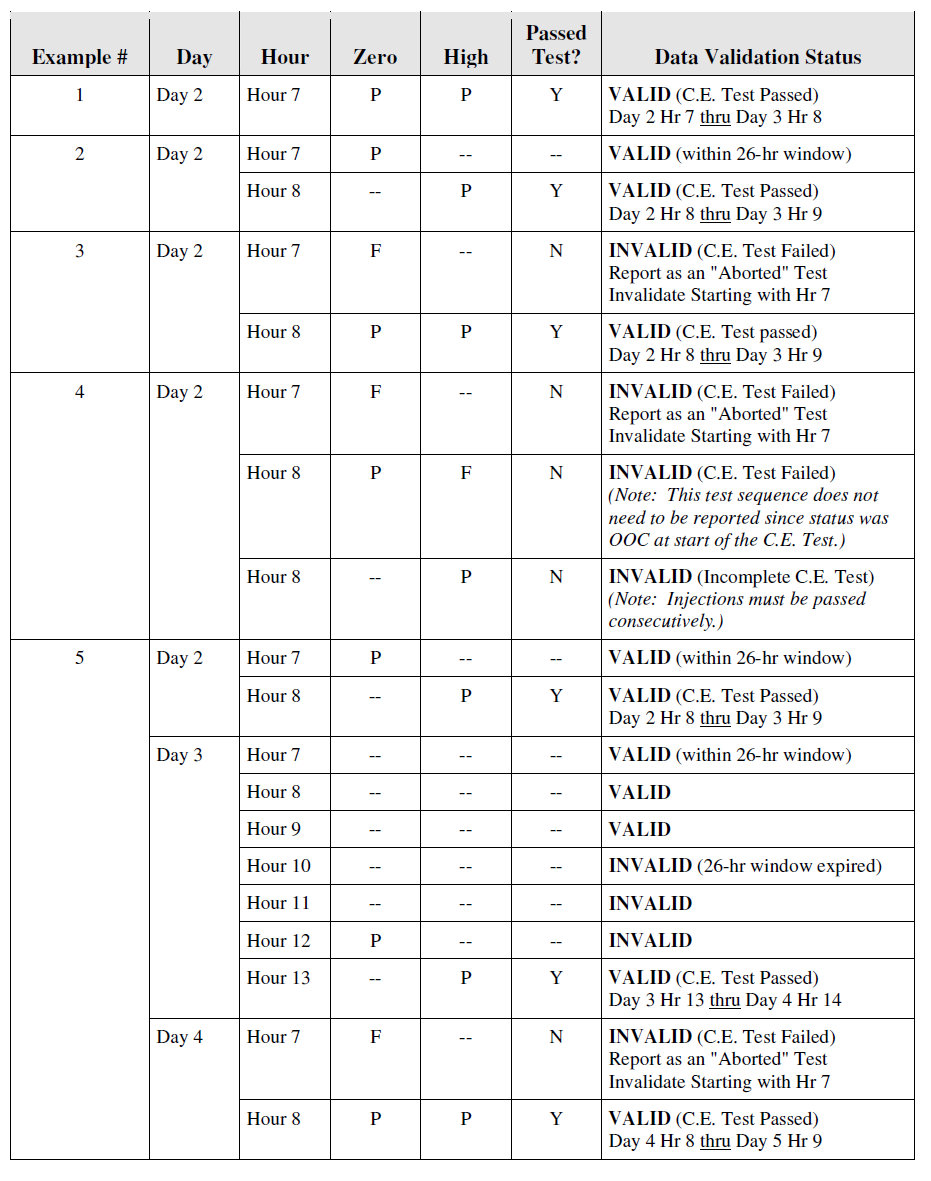 Example # Day Hour Zero High Passed Test? Data Validation Status
1 Day 2 Hour 7 P P Y VALID (C.E. Test Passed)
Day 2 Hr 7 thru Day 3 Hr 8
2 Day 2 Hour 7 P -- -- VALID (within 26-hr window)
Hour 8 -- P Y VALID (C.E. Test Passed)
Day 2 Hr 8 thru Day 3 Hr 9
3 Day 2 Hour 7 F -- N INVALID (C.E. Test Failed)
Report as an "Aborted" Test
Invalidate Starting with Hr 7
Hour 8 P P Y VALID (C.E. Test passed)
Day 2 Hr 8 thru Day 3 Hr 9
4 Day 2 Hour 7 F -- N INVALID (C.E. Test Failed)
Report as an "Aborted" Test
Invalidate Starting with Hr 7
Hour 8 P F N INVALID (C.E. Test Failed)
(Note: This test sequence does not
need to be reported since status was
OOC at start of the C.E. Test.)
Hour 8 -- P N INVALID (Incomplete C.E. Test)
(Note: Injections must be passed
consecutively.)
5 Day 2 Hour 7 P -- -- VALID (within 26-hr window)
Hour 8 -- P Y VALID (C.E. Test Passed)
Day 2 Hr 8 thru Day 3 Hr 9
Day 3 Hour 7 -- -- -- VALID (within 26-hr window)
Hour 8 -- -- -- VALID
Hour 9 -- -- -- VALID
Hour 10 -- -- -- INVALID (26-hr window expired)
Hour 11 -- -- -- INVALID
Hour 12 P -- -- INVALID
Hour 13 -- P Y VALID (C.E. Test Passed)
Day 3 Hr 13 thru Day 4 Hr 14
Day 4 Hour 7 F -- N INVALID (C.E. Test Failed)
Report as an "Aborted" Test
Invalidate Starting with Hr 7
Hour 8 P P Y VALID (C.E. Test Passed)
Day 4 Hr 8 thru Day 5 Hr 9